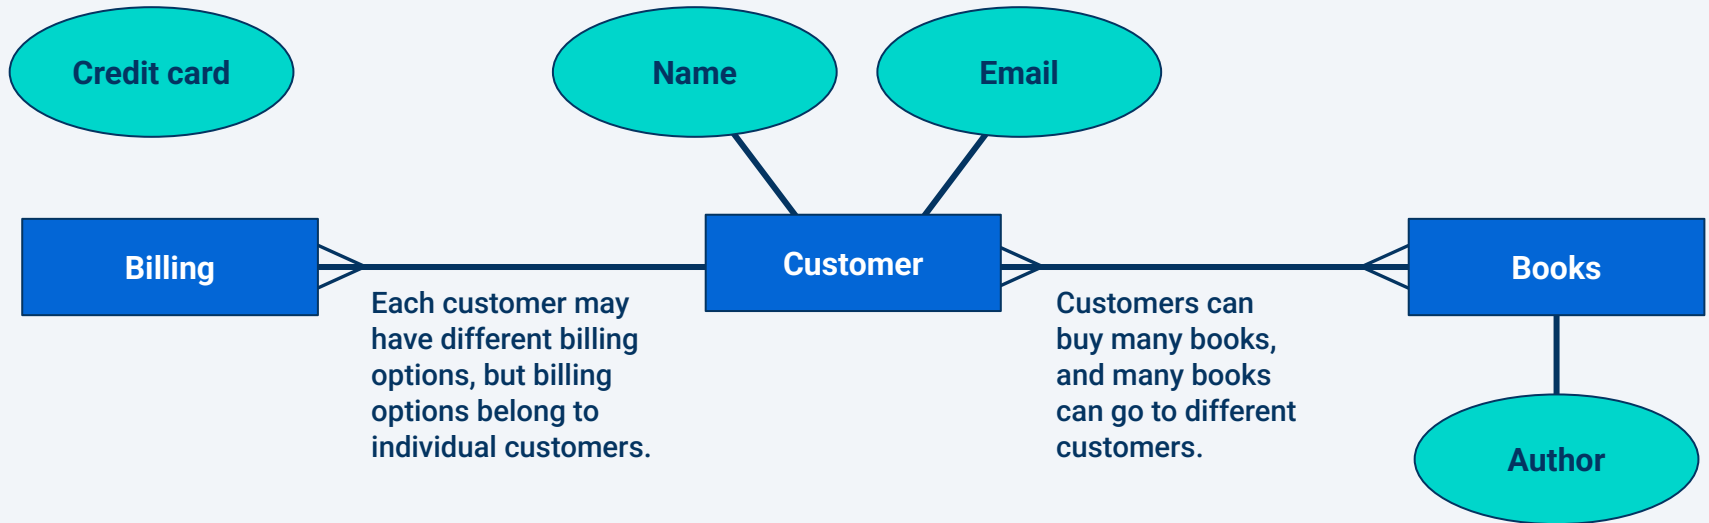 Credit card
Name
Email
Billing
Customer
Books
Each customer may
have different billing
options, but billing
options belong to
individual customers.
Customers can
buy many books,
and many books
can go to different
customers.
Author